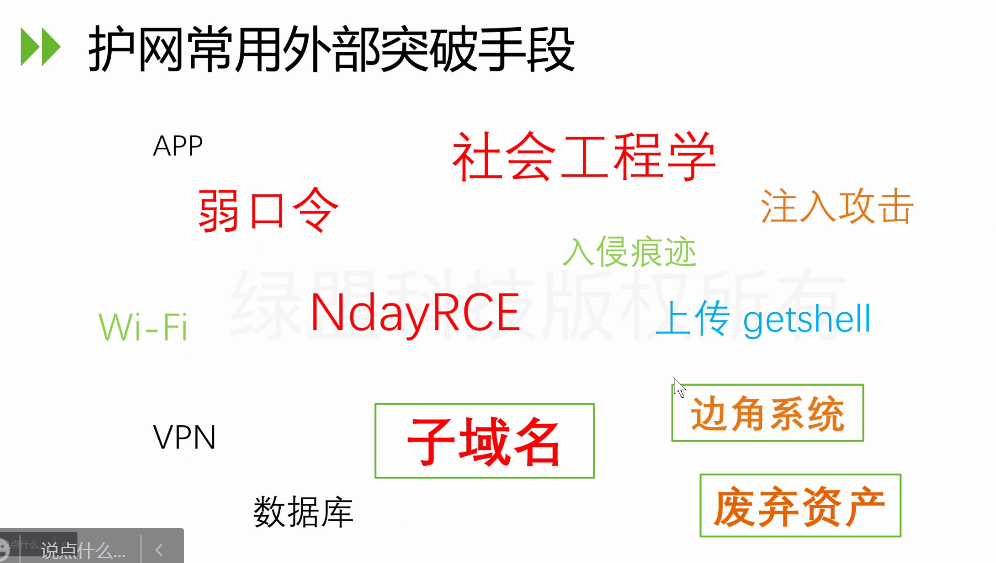 护网常用外部突破手段
APP
社会工程学
弱口令
注入攻击
入侵痕迹
绿盟科技版权所有
NdayRCE
Wi-Fi
上传 getshell
边角系统
VPN
子域名
废弃资产
数据库
说点什么...